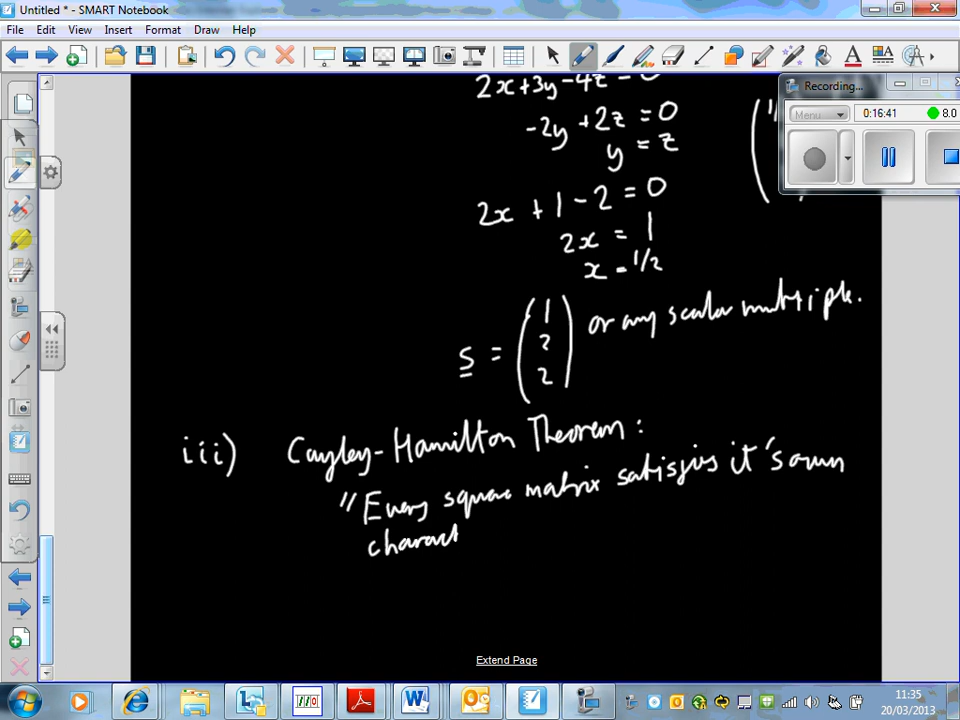 Untitled * - SMART Notebook
File Edit View Insert Format Draw Help
Recording...
Menu
0:16:41
8.0
2x+3y-4z = 0
-2y +2z = 0
y = z
2x + 1 - 2 = 0
2x = 1
x = 1/2
s = (1 2 2) or any scalar multiple.
iii) Cayley-Hamilton Theorem:
"Every square matrix satisfies it's own
charact
Extend Page
11:35
20/03/2013